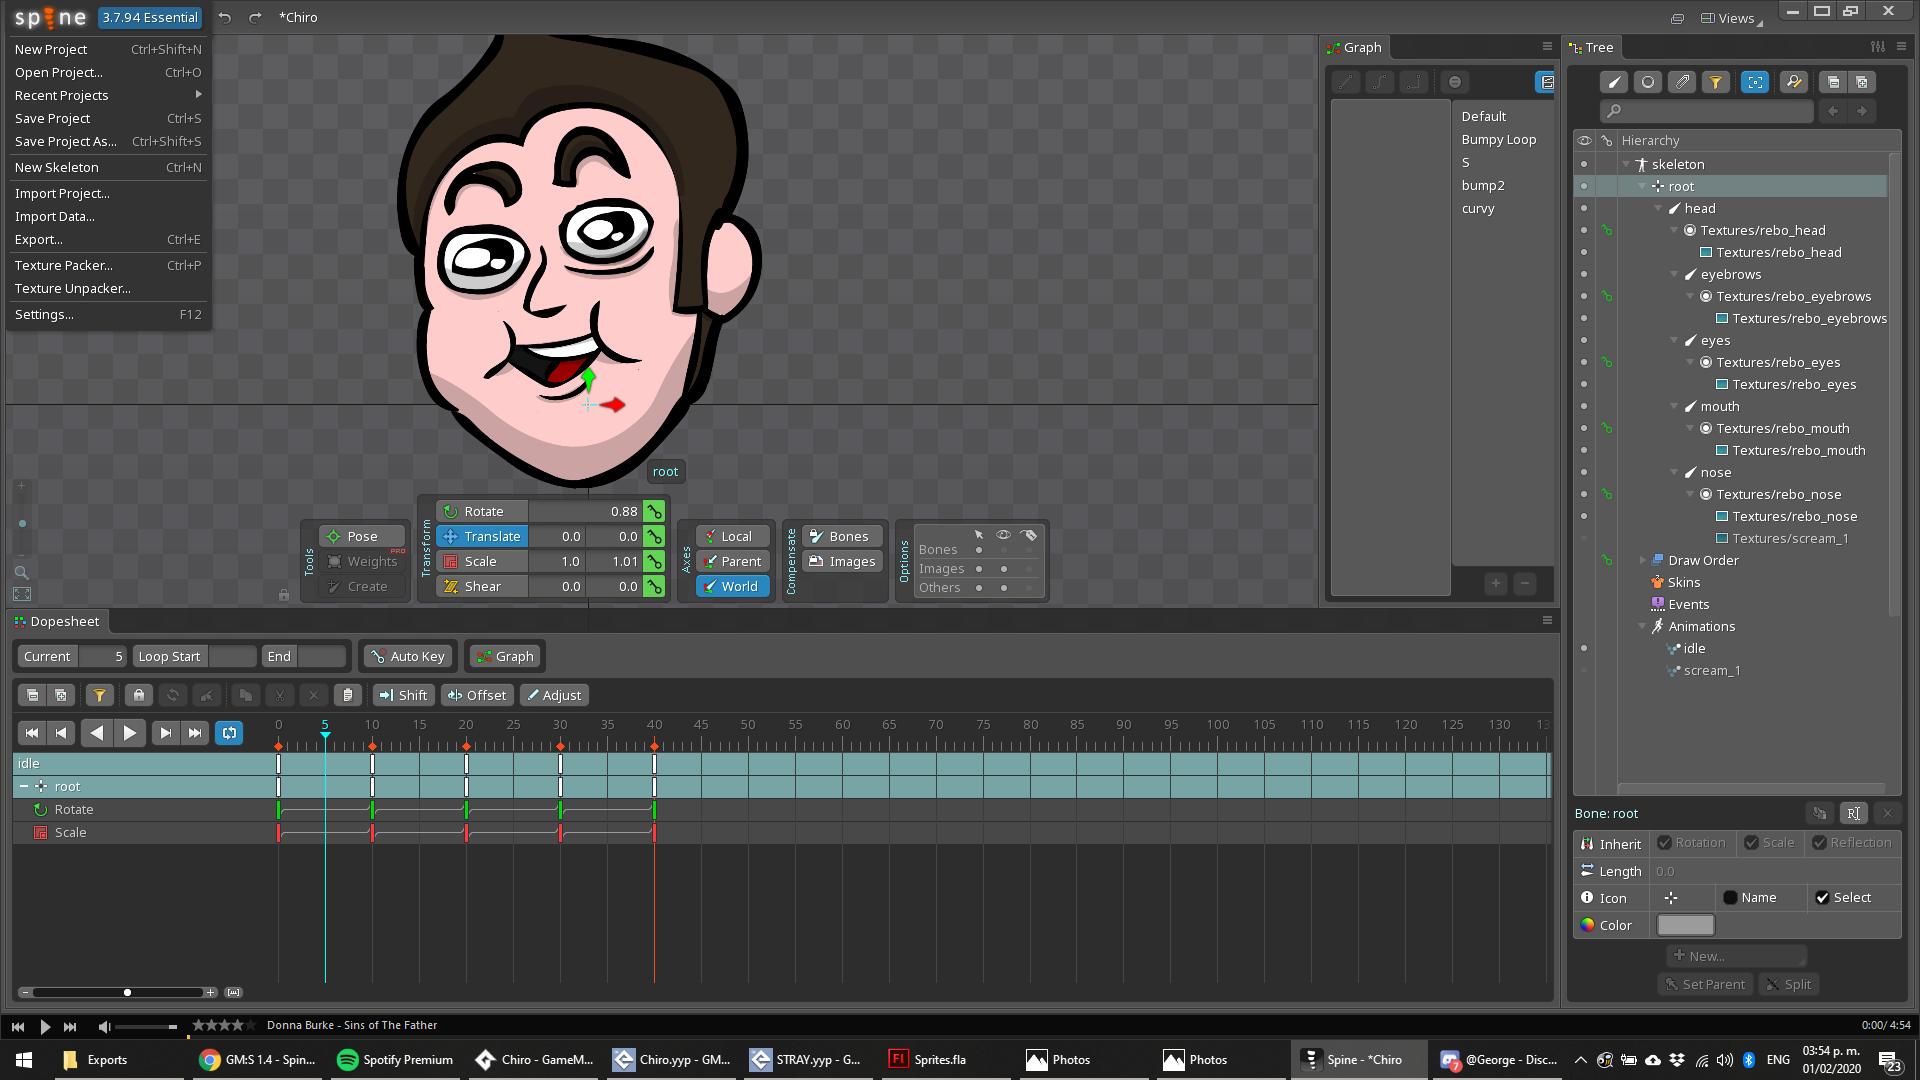 spine 3.7.94 Essential *Chiro Views
New Project Ctrl+Shift+N
Open Project... Ctrl+O
Recent Projects
Save Project Ctrl+S
Save Project As... Ctrl+Shift+S
New Skeleton Ctrl+N
Import Project...
Import Data...
Export... Ctrl+E
Texture Packer... Ctrl+P
Texture Unpacker...
Settings... F12
root
Tools
Pose
Weights PRO
Create
Transform
Rotate 0.88
Translate 0.0 0.0
Scale 1.0 1.01
Shear 0.0 0.0
Axes
Local
Parent
World
Compensate
Bones
Images
Options
Bones
Images
Others
Graph
Default
Bumpy Loop
S
bump2
curvy
Tree
Hierarchy
skeleton
root
head
Textures/rebo_head
Textures/rebo_head
eyebrows
Textures/rebo_eyebrows
Textures/rebo_eyebrows
eyes
Textures/rebo_eyes
Textures/rebo_eyes
mouth
Textures/rebo_mouth
Textures/rebo_mouth
nose
Textures/rebo_nose
Textures/rebo_nose
Textures/scream_1
Draw Order
Skins
Events
Animations
idle
scream_1
Bone: root
Inherit Rotation Scale Reflection
Length 0.0
Icon Name Select
Color
New...
Set Parent Split
Dopesheet
Current 5 Loop Start End Auto Key Graph
Shift Offset Adjust
0 5 10 15 20 25 30 35 40 45 50 55 60 65 70 75 80 85 90 95 100 105 110 115 120 125 130 13
idle
root
Rotate
Scale
Donna Burke - Sins of The Father 0:00/ 4:54
Exports GM:S 1.4 - Spin... Spotify Premium Chiro - GameM... Chiro.yyp - GM... STRAY.yyp - G... Fl Sprites.fla Photos Photos Spine - *Chiro 7 @George - Disc... ENG 03:54 p. m.
01/02/2020 23